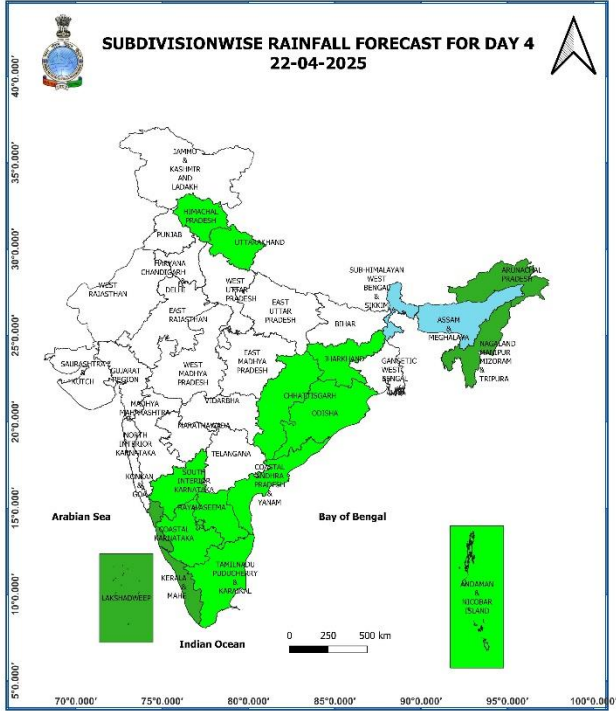 SUBDIVISIONWISE RAINFALL FORECAST FOR DAY 4
22-04-2025
40°0.000'
35°0.000'
30°0.000'
25°0.000'
20°0.000'
15°0.000'
10°0.000'
5°0.000'
JAMMO
&
KASHMIR
AND
LADAKH
HIMACHAL
PRADESH
PUNJAB
UTTARAKHAND
HARYANA
CHANDIGARH
&
DELHI
WEST
RAJASTHAN
WEST
UTTAR
PRADESH
EAST
RAJASTHAN
EAST
UTTAR
PRADESH
SUB-HIMALAYAN
WEST
BENGAL
&
SIKKIM
ARUNACHAL
PRADESH
BIHAR
ASSAM
&
MEGHALAYA
NAGALAND
MANIPUR
MIZORAM
&
TRIPURA
SAURASHTRA
&
KUTCH
GUJARAT
REGION
WEST
MADHYA
PRADESH
EAST
MADHYA
PRADESH
JHARKHAND
GANGETIC
WEST
BENGAL
CHHATTISGARH
ODISHA
MADHYA
MAHARASHTRA
VIDARBHA
MARATHAWADA
NORTH
INTERIOR
KARNATAKA
TELANGANA
KONKAN
&
GOA
SOUTH
INTERIOR
KARNATAKA
COASTAL
ANDHRA
PRADESH
&
YANAM
RAYALASEEMA
COASTAL
KARNATAKA
Arabian Sea
Bay of Bengal
TAMILNADU
PUDUCHERRY
&
KARAIKAL
KERALA
&
MAHE
LAKSHADWEEP
ANDAMAN
&
NICOBAR
ISLAND
Indian Ocean
0 250 500 km
70°0.000' 75°0.000' 80°0.000' 85°0.000' 90°0.000' 95°0.000' 100°0.000'